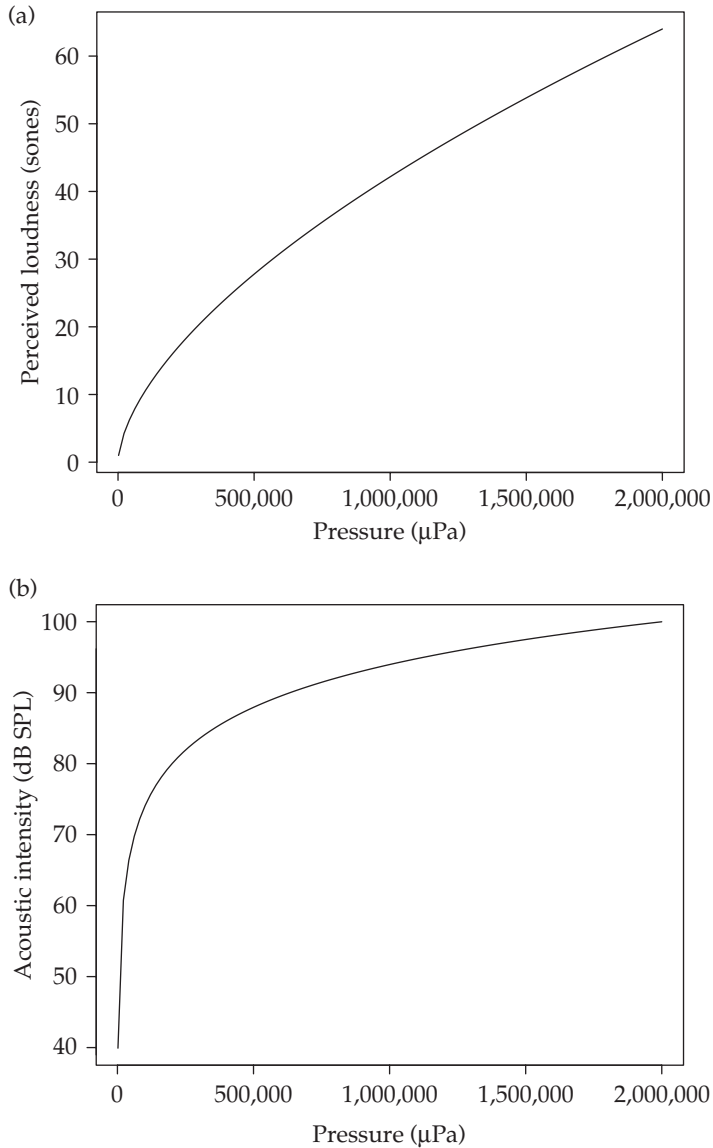 (a)
60
50
40
30
20
10
0
Perceived loudness (sones)
0 500,000 1,000,000 1,500,000 2,000,000
Pressure (µPa)
(b)
100
90
80
70
60
50
40
Acoustic intensity (dB SPL)
0 500,000 1,000,000 1,500,000 2,000,000
Pressure (µPa)